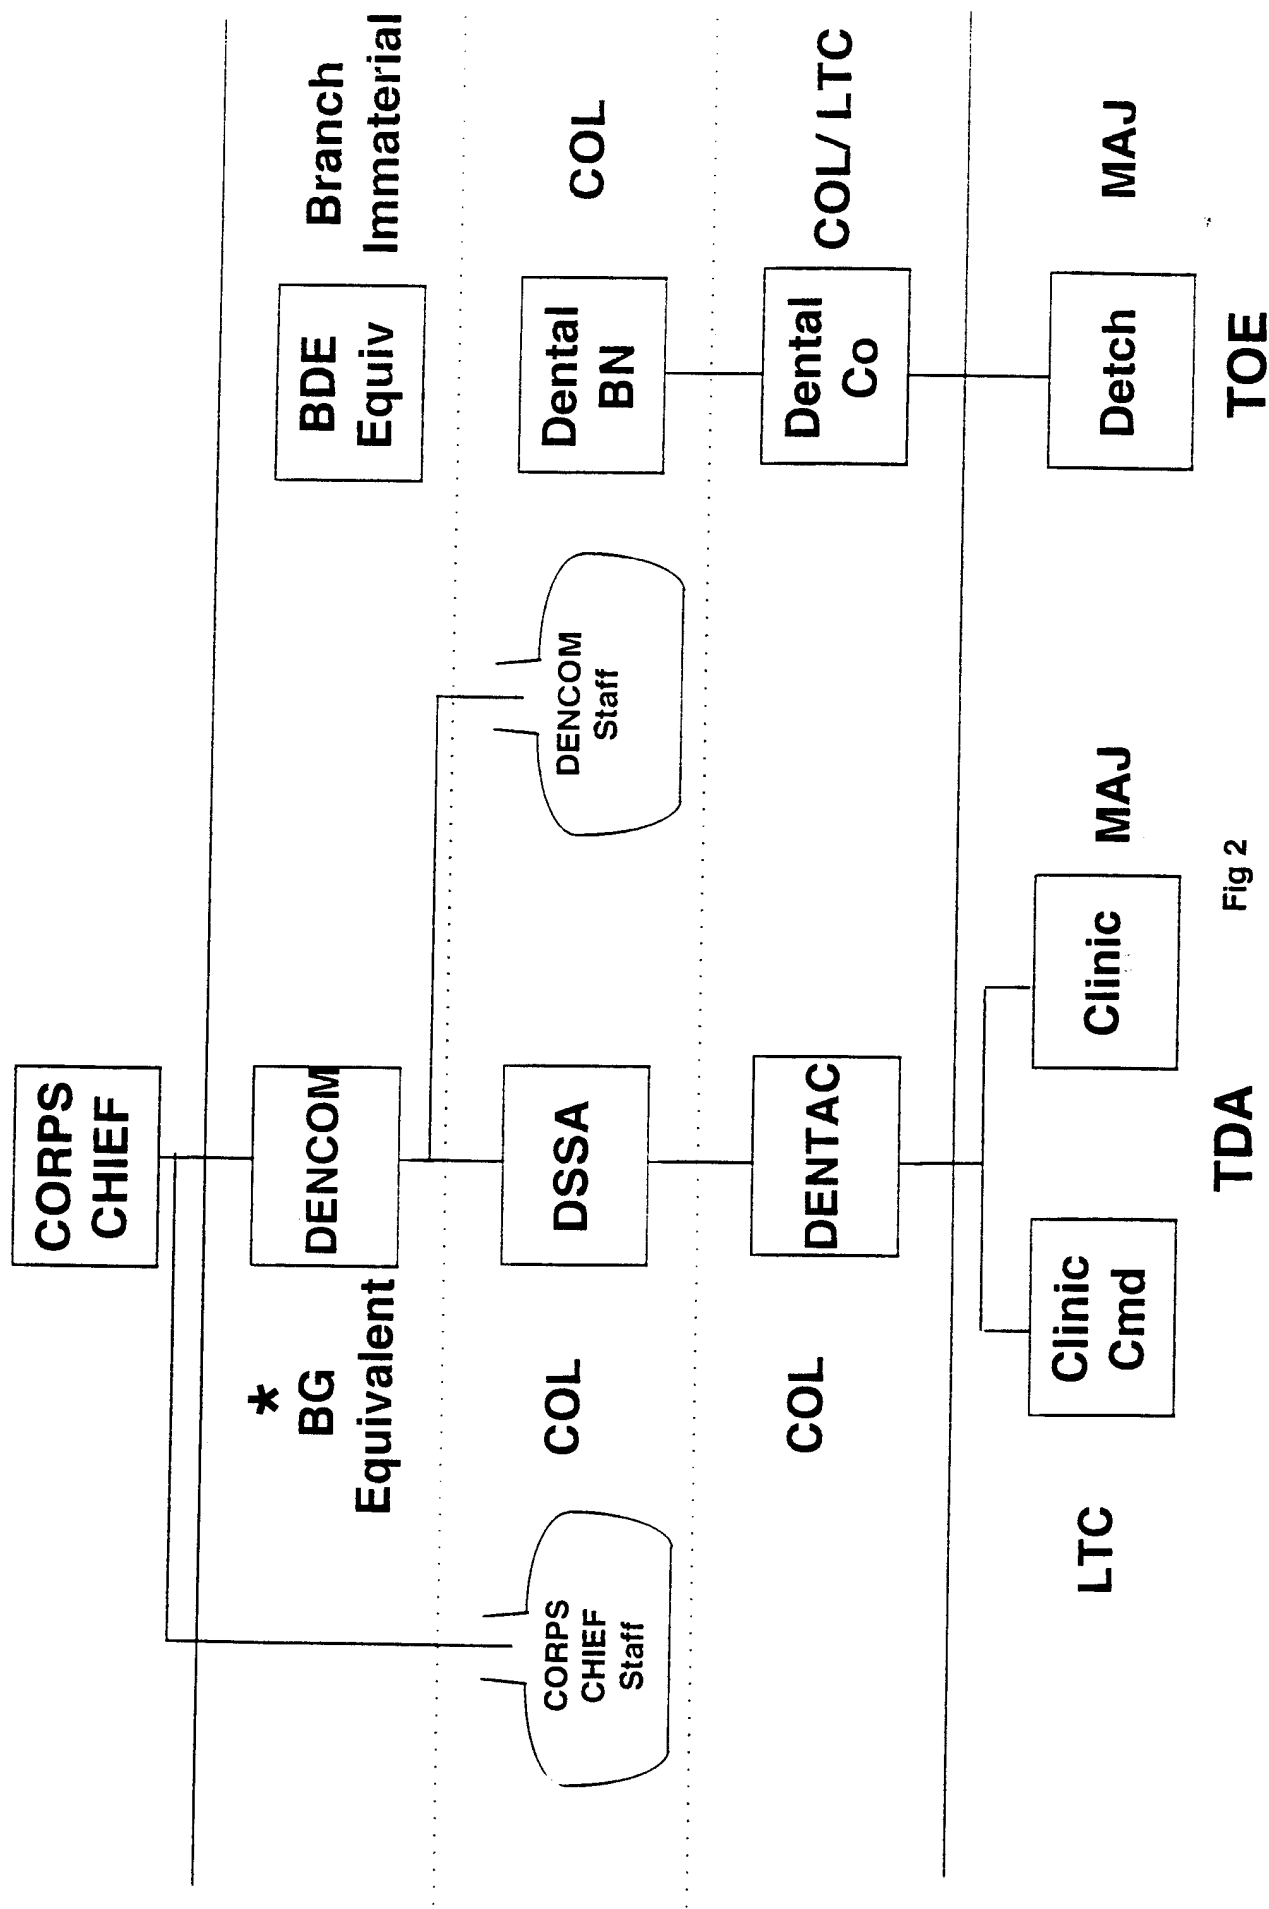 CORPS
CHIEF
*
BG
Equivalent
DENCOM
BDE
Equiv
Branch
Immaterial
CORPS
CHIEF
Staff
COL
DSSA
DENCOM
Staff
Dental
BN
COL
COL
DENTAC
Dental
Co
COL/ LTC
LTC
Clinic
Cmd
Clinic
MAJ
Detch
MAJ
TDA
Fig 2
TOE